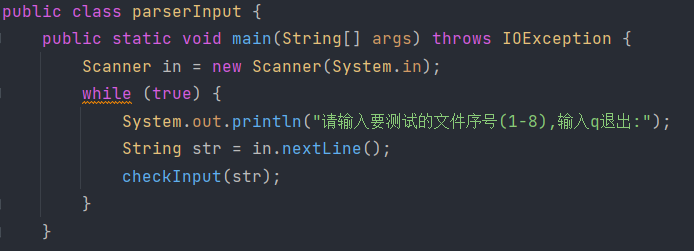 public class parserInput {
    public static void main(String[] args) throws IOException {
        Scanner in = new Scanner(System.in);
        while (true) {
            System.out.println("请输入要测试的文件序号(1-8),输入q退出:");
            String str = in.nextLine();
            checkInput(str);
        }
    }